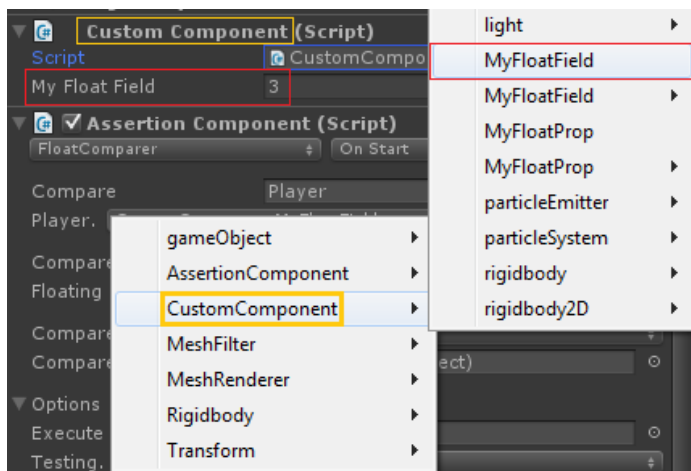 Custom Component (Script)
Script
CustomCompo
My Float Field
3
Assertion Component (Script)
FloatComparer
On Start
Compare
Player
Player.
Compare
Floating
Compare
Compare
ect)
Options
Execute
Testing.
gameObject
AssertionComponent
CustomComponent
MeshFilter
MeshRenderer
Rigidbody
Transform
light
MyFloatField
MyFloatField
MyFloatProp
MyFloatProp
particleEmitter
particleSystem
rigidbody
rigidbody2D